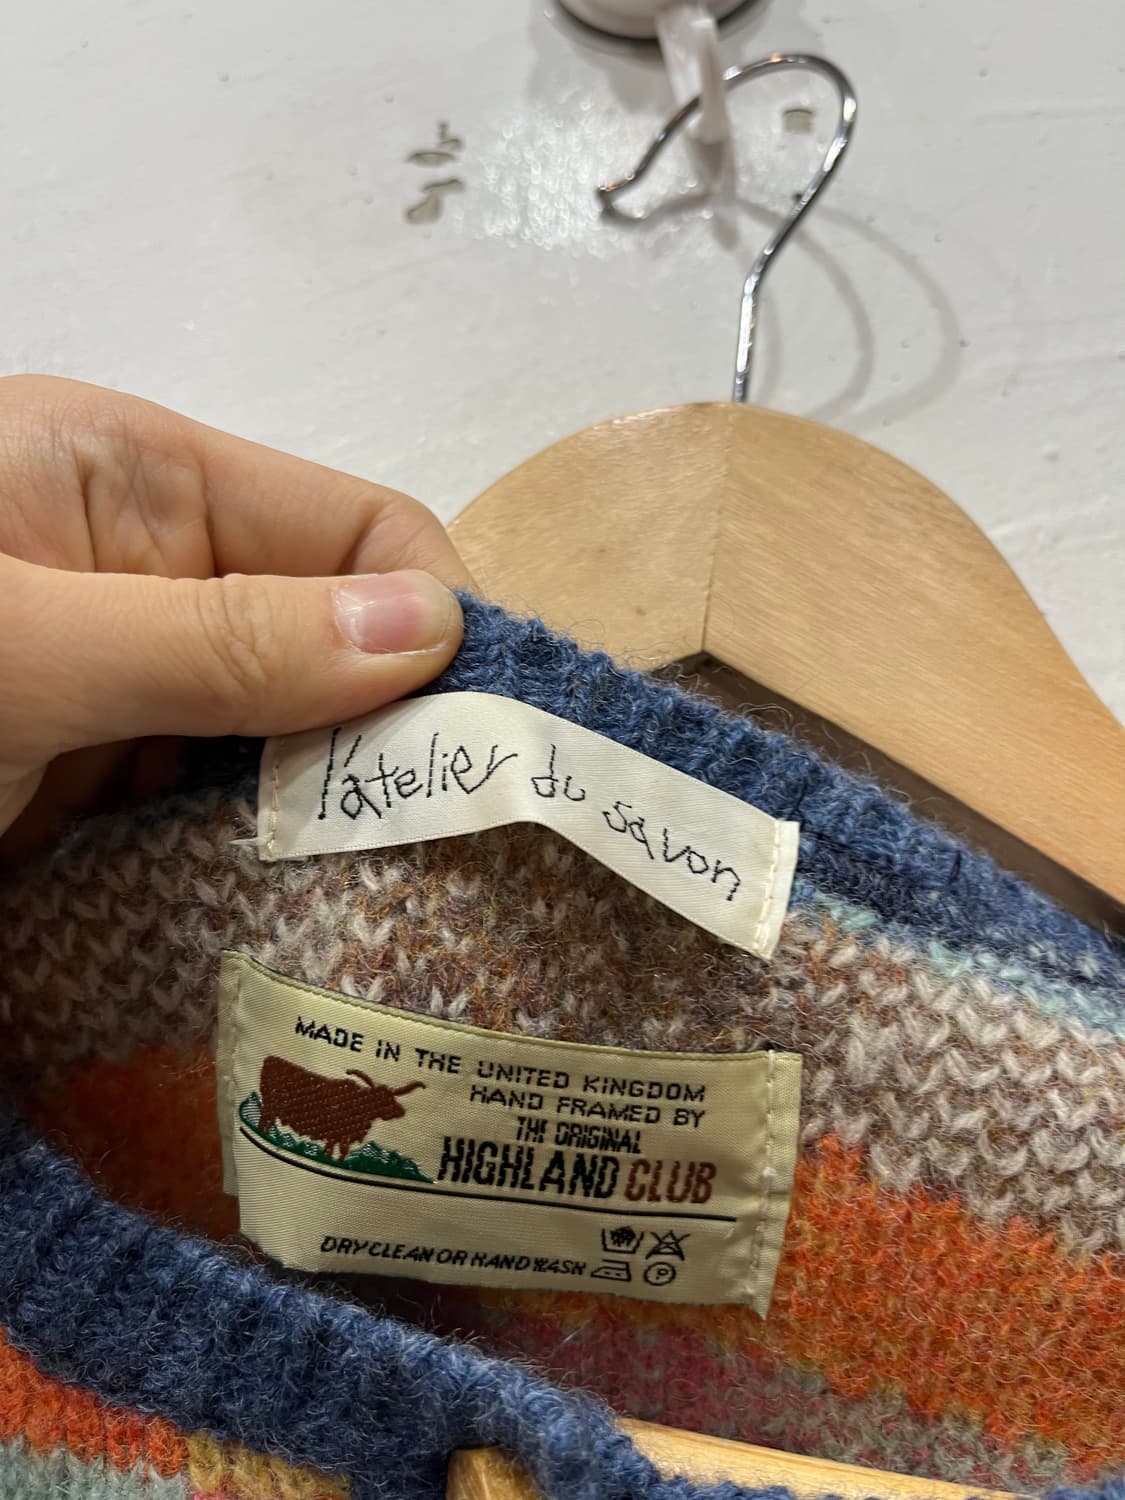 l'atelier du savon
MADE IN THE UNITED KINGDOM
HAND FRAMED BY
THE ORIGINAL
HIGHLAND CLUB
DRY CLEAN OR HAND WASH
P